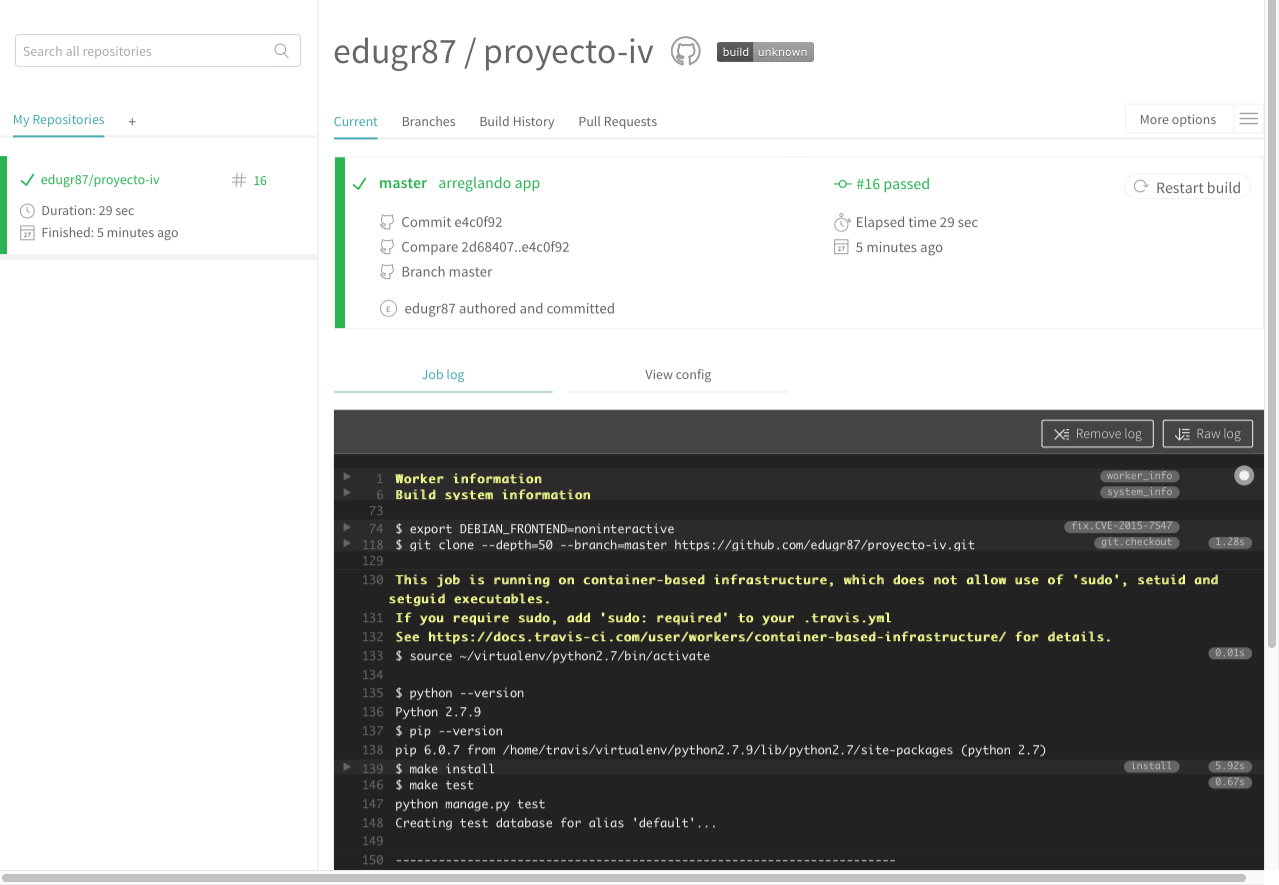 Search all repositories
My Repositories +
edugr87/proyecto-iv # 16
Duration: 29 sec
27 Finished: 5 minutes ago
edugr87 / proyecto-iv build unknown
Current Branches Build History Pull Requests More options
master arreglando app #16 passed Restart build
Commit e4c0f92 Elapsed time 29 sec
Compare 2d68407..e4c0f92 27 5 minutes ago
Branch master
E edugr87 authored and committed
Job log View config
Remove log Raw log
1 Worker information worker_info
6 Build system information system_info
73
74 $ export DEBIAN_FRONTEND=noninteractive fix.CVE-2015-7547
118 $ git clone --depth=50 --branch=master https://github.com/edugr87/proyecto-iv.git git.checkout 1.28s
129
130 This job is running on container-based infrastructure, which does not allow use of 'sudo', setuid and
setguid executables.
131 If you require sudo, add 'sudo: required' to your .travis.yml
132 See https://docs.travis-ci.com/user/workers/container-based-infrastructure/ for details.
133 $ source ~/virtualenv/python2.7/bin/activate 0.01s
134
135 $ python --version
136 Python 2.7.9
137 $ pip --version
138 pip 6.0.7 from /home/travis/virtualenv/python2.7.9/lib/python2.7/site-packages (python 2.7)
139 $ make install install 5.92s
146 $ make test 0.67s
147 python manage.py test
148 Creating test database for alias 'default'...
149
150 ----------------------------------------------------------------------